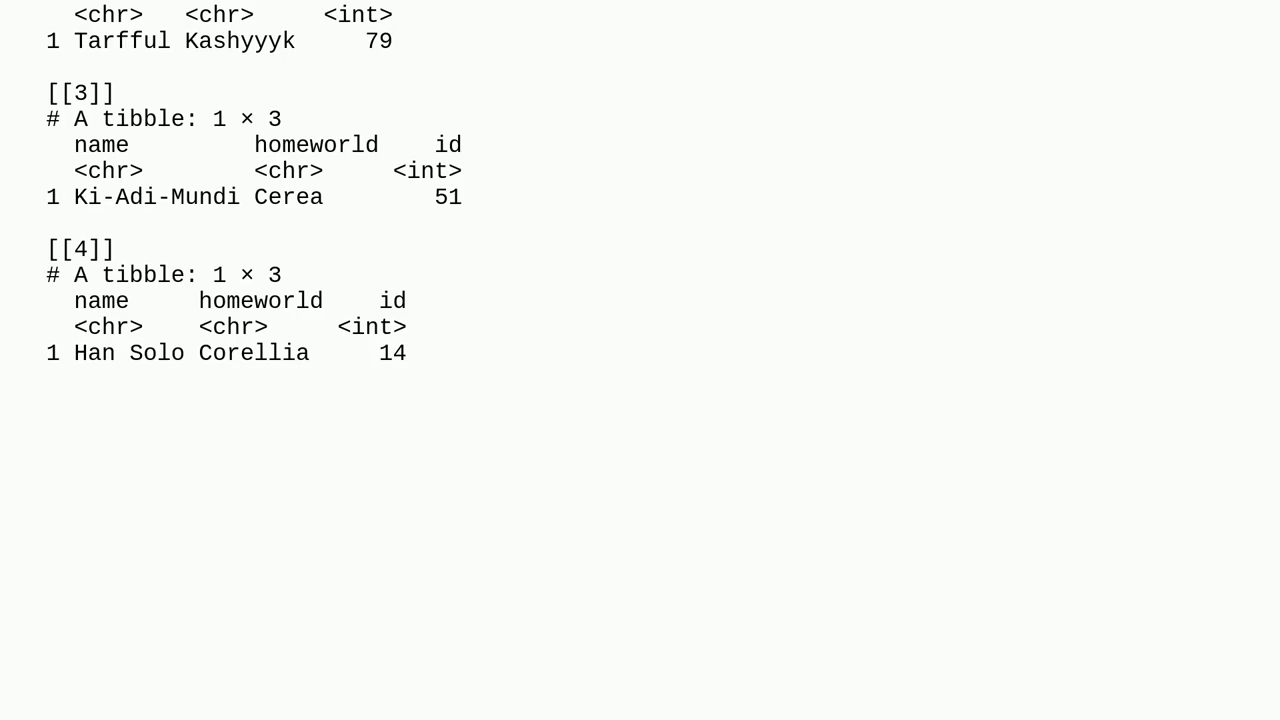 <chr>   <chr>     <int>
1 Tarfful Kashyyyk     79

[[3]]
# A tibble: 1 × 3
  name         homeworld    id
  <chr>        <chr>     <int>
1 Ki-Adi-Mundi Cerea        51

[[4]]
# A tibble: 1 × 3
  name     homeworld    id
  <chr>    <chr>     <int>
1 Han Solo Corellia     14